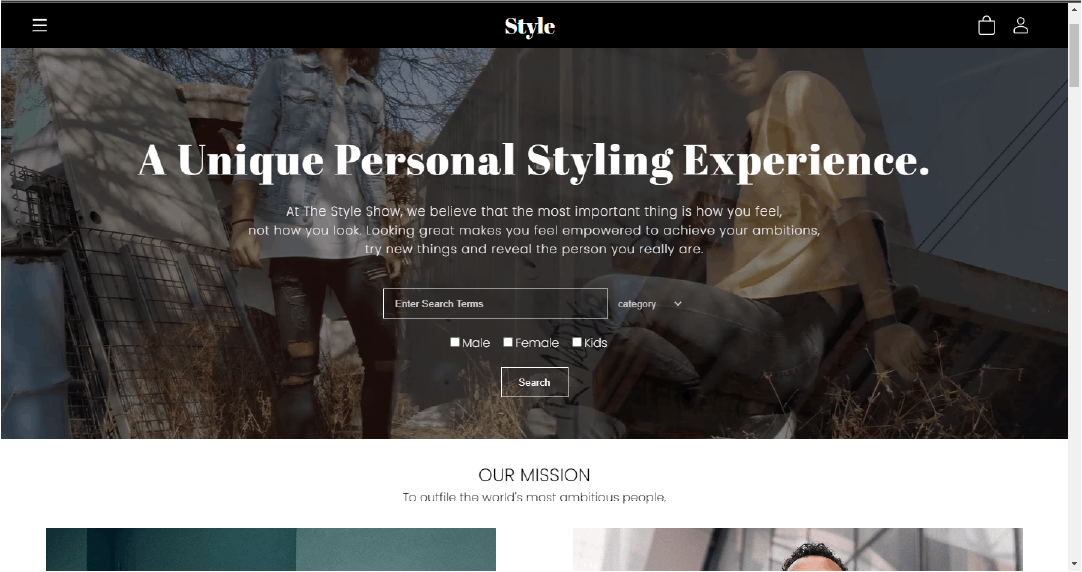 Style
A Unique Personal Styling Experience.
At The Style Show, we believe that the most important thing is how you feel,
not how you look. Looking great makes you feel empowered to achieve your ambitions,
try new things and reveal the person you really are.
Enter Search Terms
category
Male Female Kids
Search
OUR MISSION
To outfile the world's most ambitious people,